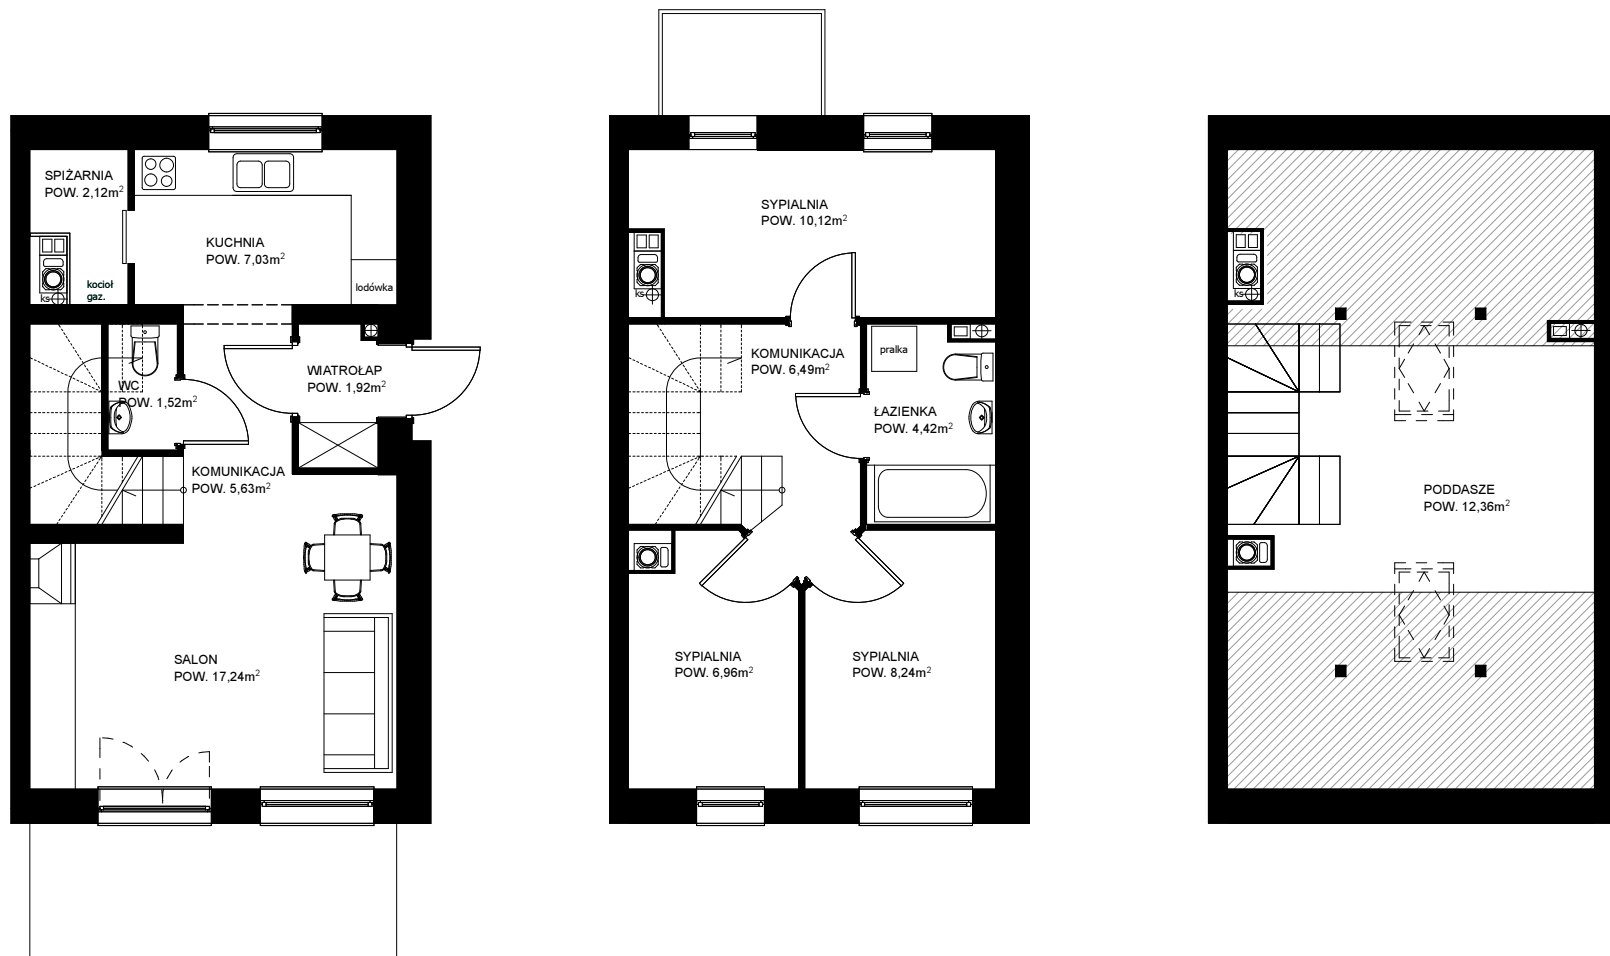 SPIŻARNIA
POW. 2,12m²
KUCHNIA
POW. 7,03m²
kocioł
gaz.
ks
lodówka
WIATROŁAP
POW. 1,92m²
WC
POW. 1,52m²
KOMUNIKACJA
POW. 5,63m²
SALON
POW. 17,24m²
SYPIALNIA
POW. 10,12m²
ks
KOMUNIKACJA
POW. 6,49m²
pralka
ŁAZIENKA
POW. 4,42m²
SYPIALNIA
POW. 6,96m²
SYPIALNIA
POW. 8,24m²
ks
PODDASZE
POW. 12,36m²